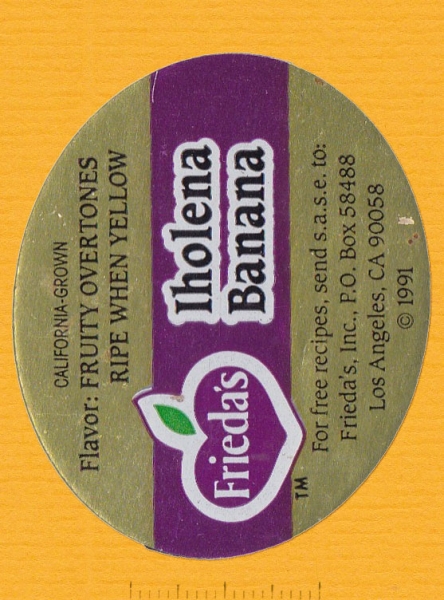 CALIFORNIA-GROWN
Flavor: FRUITY OVERTONES
RIPE WHEN YELLOW
Frieda's
TM
Iholena
Banana
For free recipes, send s.a.s.e. to:
Frieda's, Inc., P.O. Box 58488
Los Angeles, CA 90058
© 1991